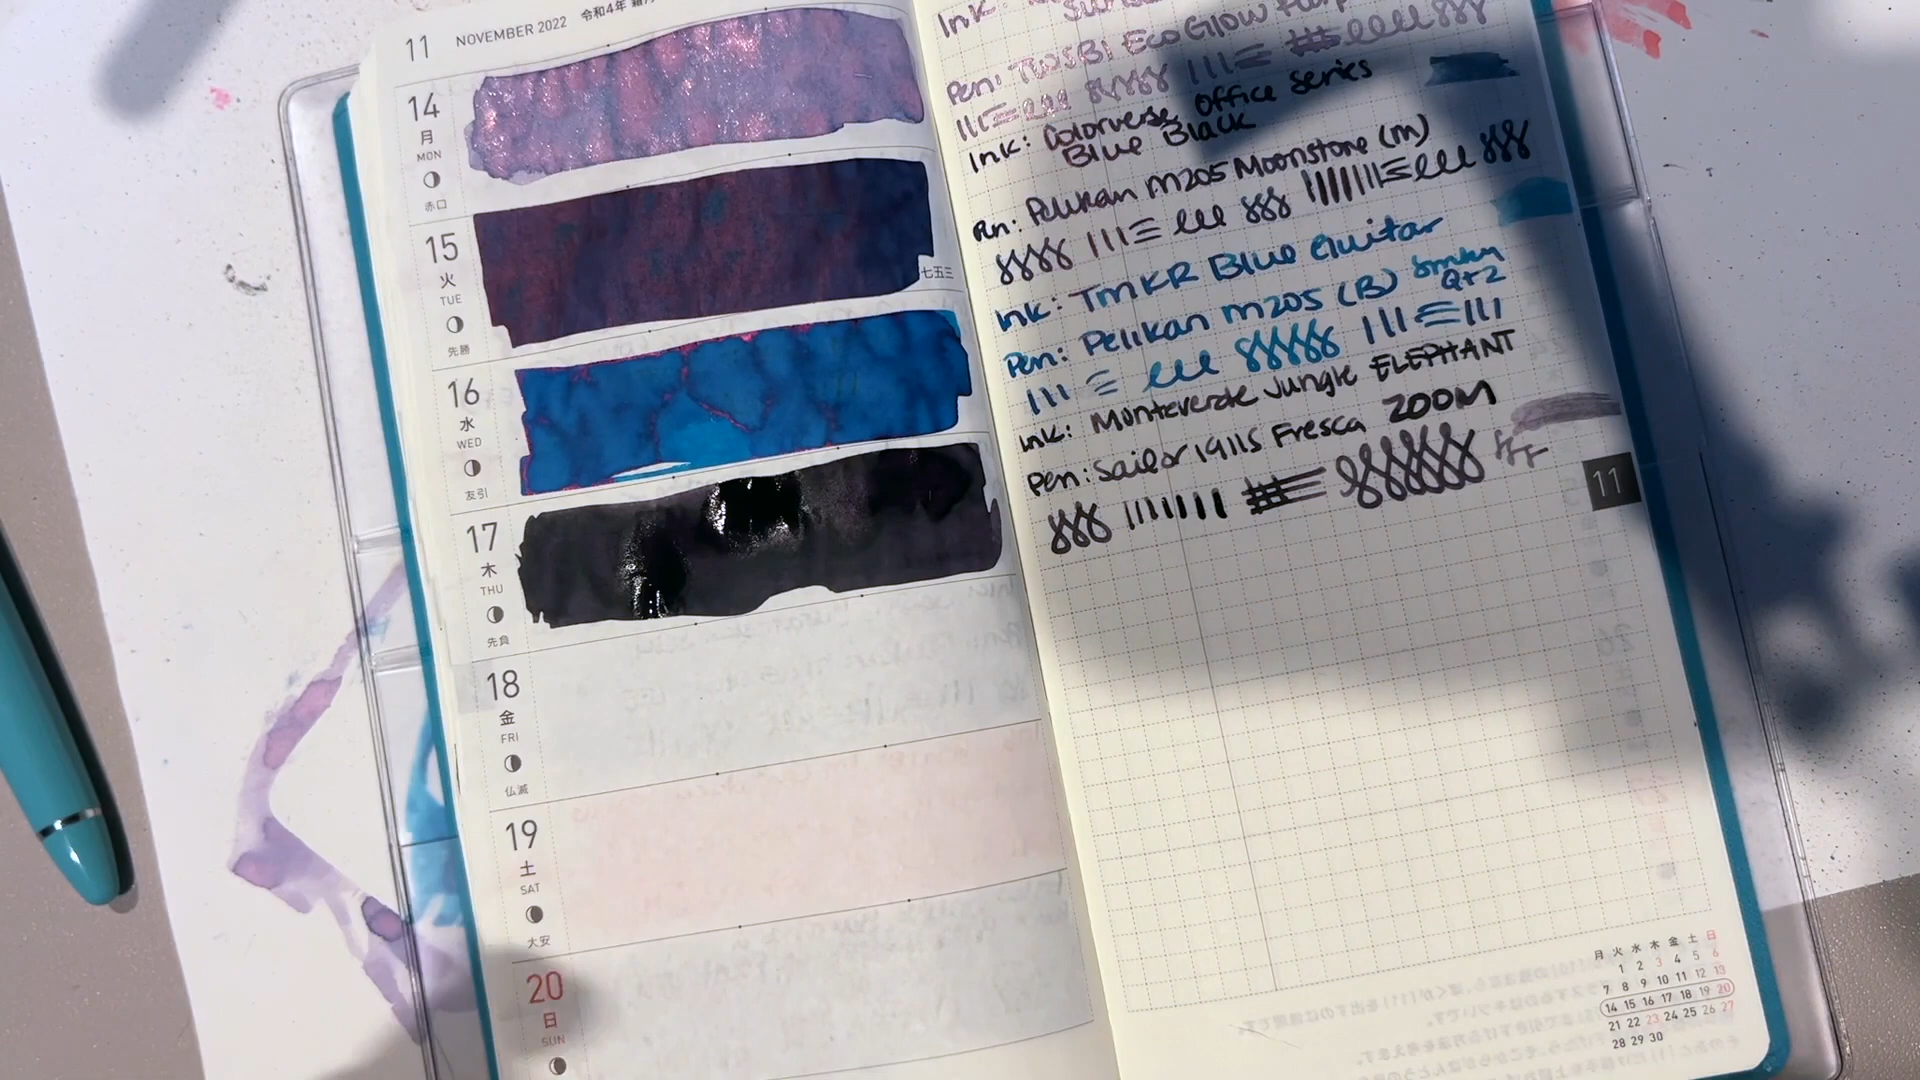 11 NOVEMBER 2022 令和4年
14
月
MON
赤口
15
火
TUE
先勝
七五三
16
水
WED
友引
17
木
THU
先負
18
金
FRI
仏滅
19
土
SAT
大安
20
日
SUN
Ink:
Pen: TWSBI Eco Glow
Ink: Colorverse Office Series
Blue Black
Pen: Pelikan M205 Moonstone (M)
Ink: TMKR Blue Guitar
Pen: Pelikan M205 (B)
Ink: Monteverde Jungle ELEPHANT
Pen: Sailor 1911S Fresca ZOOM
11
月 火 水 木 金 土 日
1 2 3 4 5 6
7 8 9 10 11 12 13
14 15 16 17 18 19 20
21 22 23 24 25 26 27
28 29 30